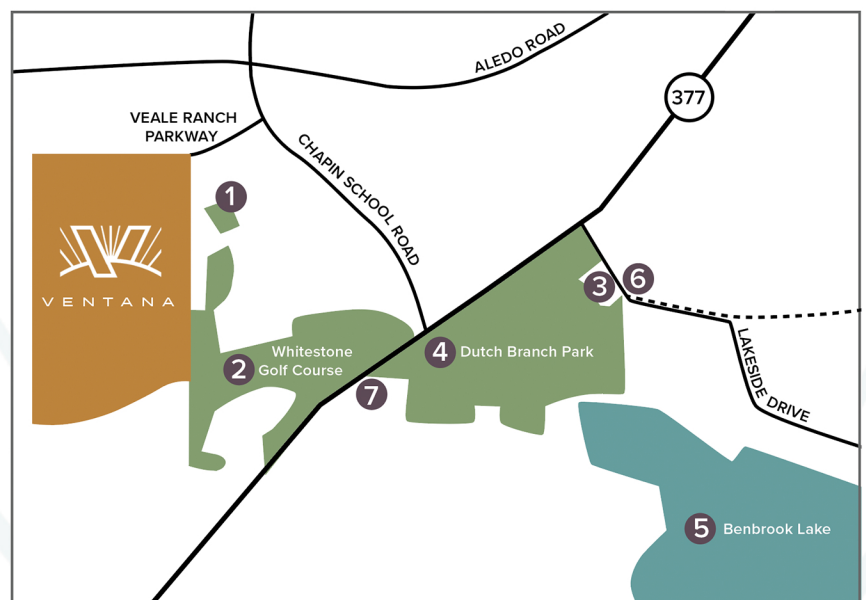 ALEDO ROAD
377
VEALE RANCH
PARKWAY
CHAPIN SCHOOL ROAD
1
VENTANA
3
6
Whitestone
2 Golf Course
4 Dutch Branch Park
7
LAKESIDE DRIVE
5 Benbrook Lake